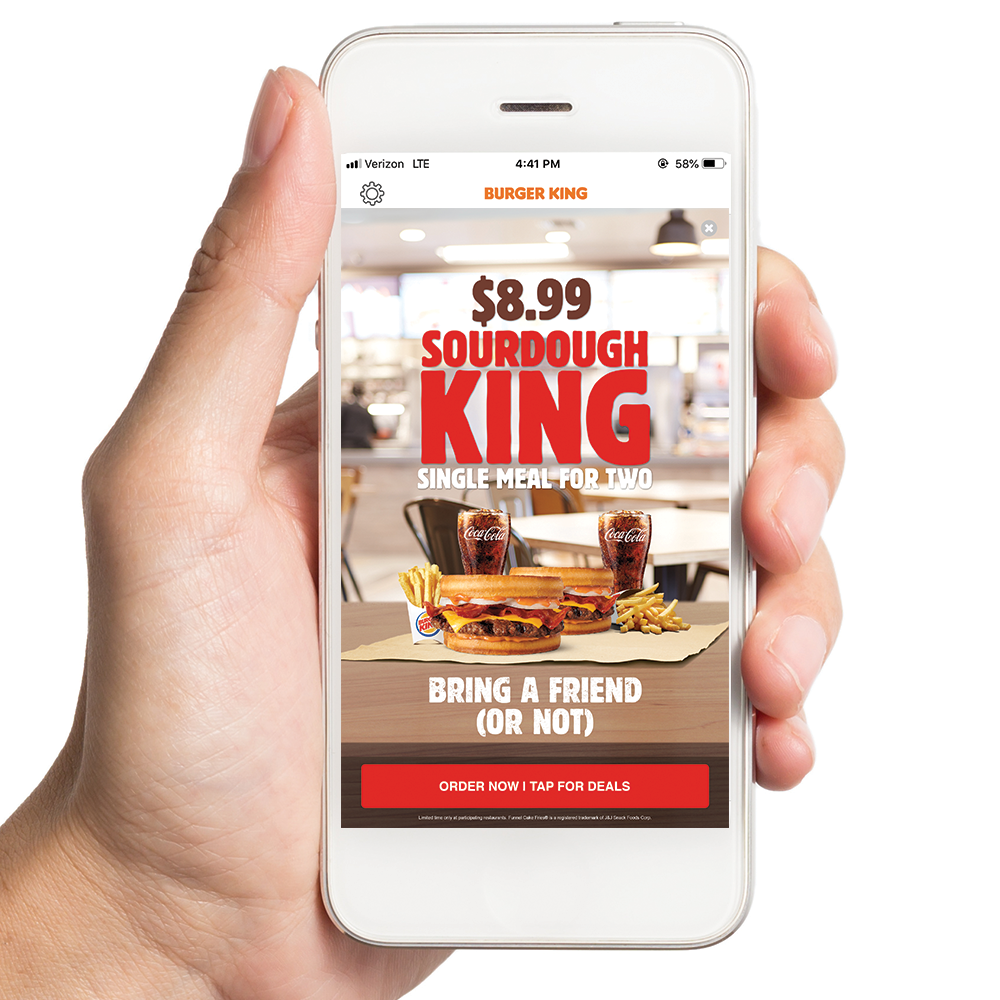 Verizon LTE 4:41 PM 58%
BURGER KING
$8.99
SOURDOUGH
KING
SINGLE MEAL FOR TWO
Coca-Cola Coca-Cola
BURGER
KING
BRING A FRIEND
(OR NOT)
ORDER NOW | TAP FOR DEALS
Limited time only at participating restaurants. Funnel Cake Fries® is a registered trademark of J&J Snack Foods Corp.